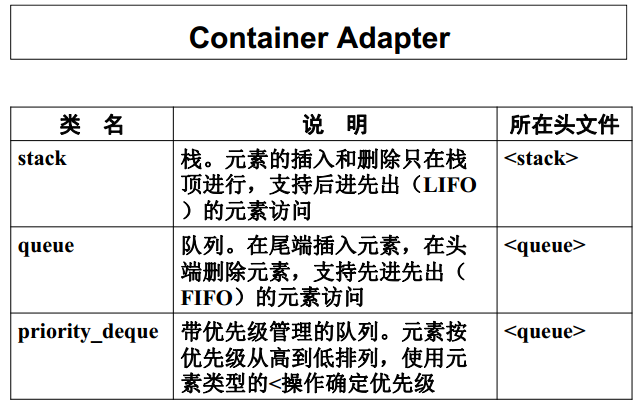 Container Adapter
类 名
说 明
所在头文件
stack
栈。元素的插入和删除只在栈
顶进行，支持后进先出（LIFO
）的元素访问
<stack>
queue
队列。在尾端插入元素，在头
端删除元素，支持先进先出（
FIFO）的元素访问
<queue>
priority_deque
带优先级管理的队列。元素按
优先级从高到低排列，使用元
素类型的<操作确定优先级
<queue>